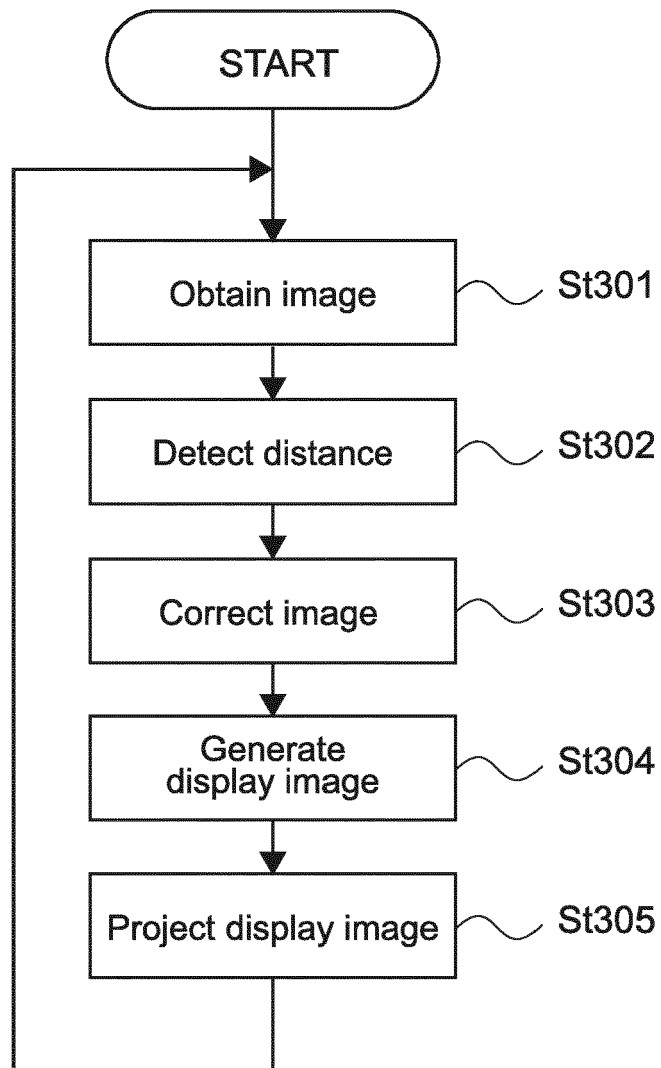 START
Obtain image
St301
Detect distance
St302
Correct image
St303
Generate
display image
St304
Project display image
St305